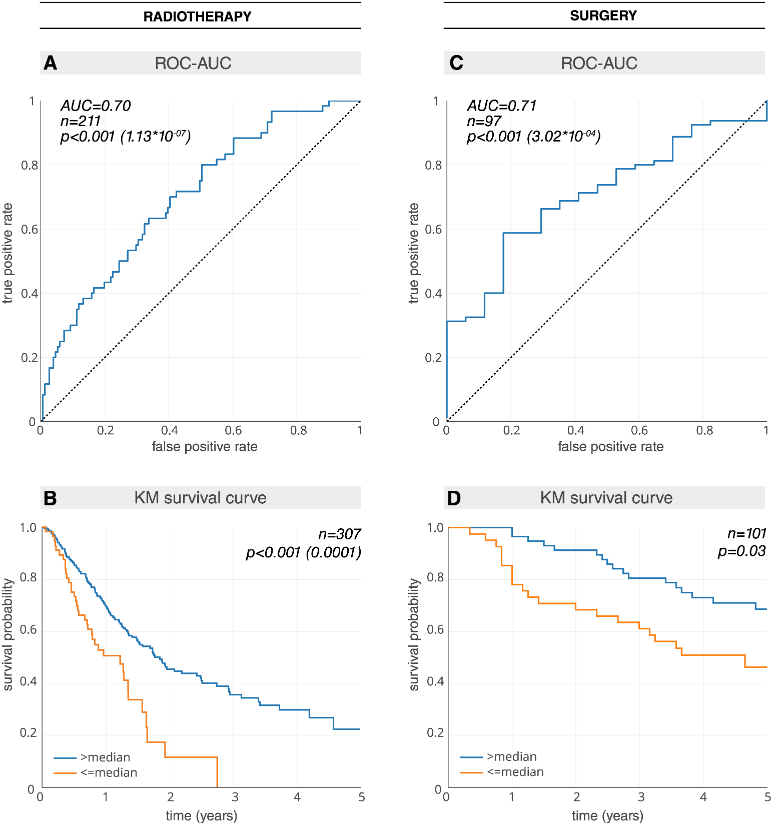 RADIOTHERAPY
A ROC-AUC
AUC=0.70
n=211
p<0.001 (1.13*10⁻⁰⁷)
true positive rate
1
0.8
0.6
0.4
0.2
0
0 0.2 0.4 0.6 0.8 1
false positive rate
B KM survival curve
n=307
p<0.001 (0.0001)
survival probability
1.0
0.8
0.6
0.4
0.2
0
>median
<=median
0 1 2 3 4 5
time (years)
SURGERY
C ROC-AUC
AUC=0.71
n=97
p<0.001 (3.02*10⁻⁰⁴)
true positive rate
1
0.8
0.6
0.4
0.2
0
0 0.2 0.4 0.6 0.8 1
false positive rate
D KM survival curve
n=101
p=0.03
survival probability
1.0
0.8
0.6
0.4
0.2
0
>median
<=median
0 1 2 3 4 5
time (years)